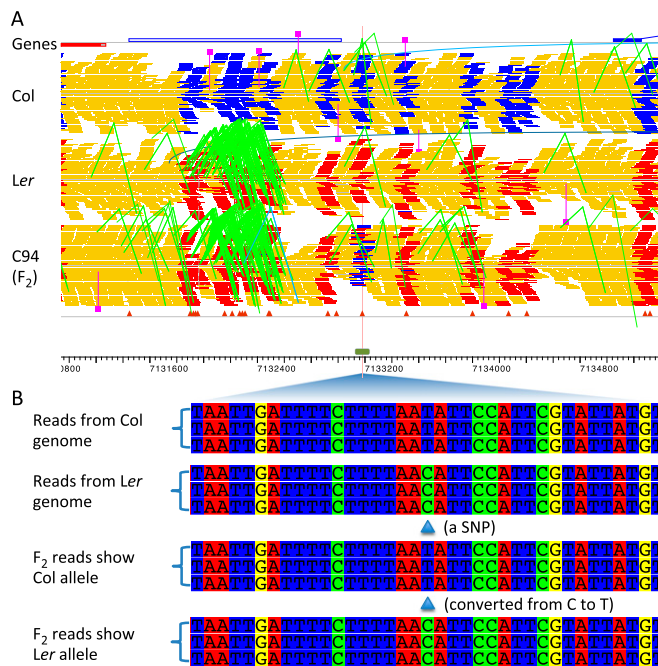 A
Genes
Col
Ler
C94
(F2)
0800 7131600 7132400 7133200 7134000 7134800
B
Reads from Col
genome
TAATTGATTTTCTTTTAATATTCCATTCGTATTATG
TAATTGATTTTCTTTTAATATTCCATTCGTATTATG
TAATTGATTTTCTTTTAATATTCCATTCGTATTATG
Reads from Ler
genome
TAATTGATTTTCTTTTAACATTCCATTCGTATTATG
TAATTGATTTTCTTTTAACATTCCATTCGTATTATG
TAATTGATTTTCTTTTAACATTCCATTCGTATTATG
(a SNP)
F2 reads show
Col allele
TAATTGATTTTCTTTTAATATTCCATTCGTATTATG
TAATTGATTTTCTTTTAATATTCCATTCGTATTATG
TAATTGATTTTCTTTTAATATTCCATTCGTATTATG
(converted from C to T)
F2 reads show
Ler allele
TAATTGATTTTCTTTTAACATTCCATTCGTATTATG
TAATTGATTTTCTTTTAACATTCCATTCGTATTATG
TAATTGATTTTCTTTTAACATTCCATTCGTATTATG